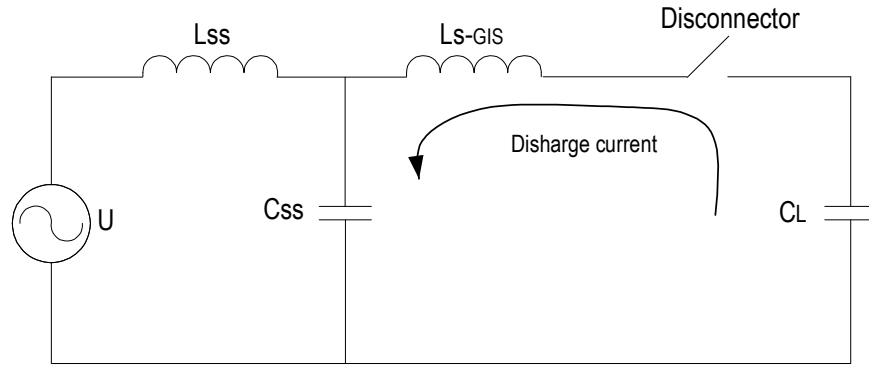 Disconnector
Lss
Ls-GIS
Disharge current
U
Css
CL